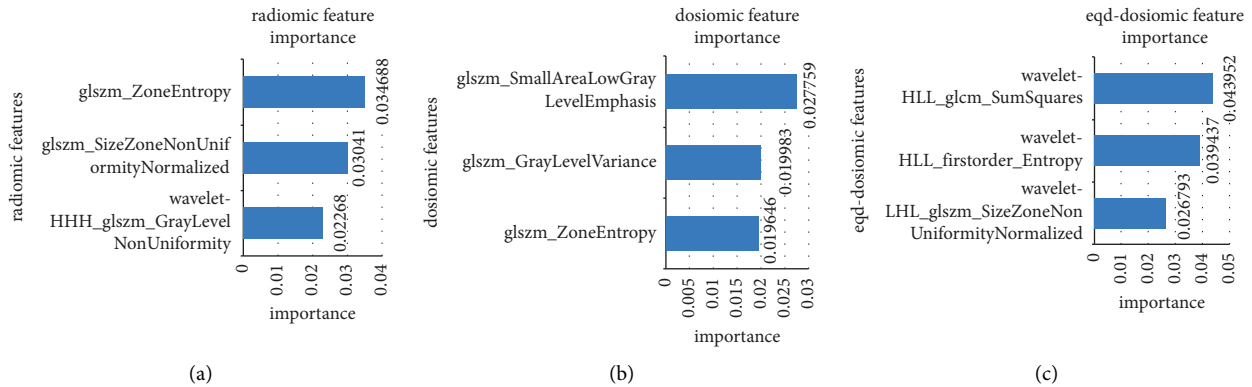 radiomic feature
importance
radiomic features
glszm_ZoneEntropy
0.034688
glszm_SizeZoneNonUnif
ormityNormalized
0.03041
wavelet-
HHH_glszm_GrayLevel
NonUniformity
0.02268
0
0.01
0.02
0.03
0.04
importance
(a)
dosiomic feature
importance
dosiomic features
glszm_SmallAreaLowGray
LevelEmphasis
0.027759
glszm_GrayLevelVariance
0.019983
glszm_ZoneEntropy
0.019646
0
0.005
0.01
0.015
0.02
0.025
0.03
importance
(b)
eqd-dosiomic feature
importance
eqd-dosiomic features
wavelet-
HLL_glcm_SumSquares
0.043952
wavelet-
HLL_firstorder_Entropy
0.039437
wavelet-
LHL_glszm_SizeZoneNon
UniformityNormalized
0.026793
0
0.01
0.02
0.03
0.04
0.05
importance
(c)